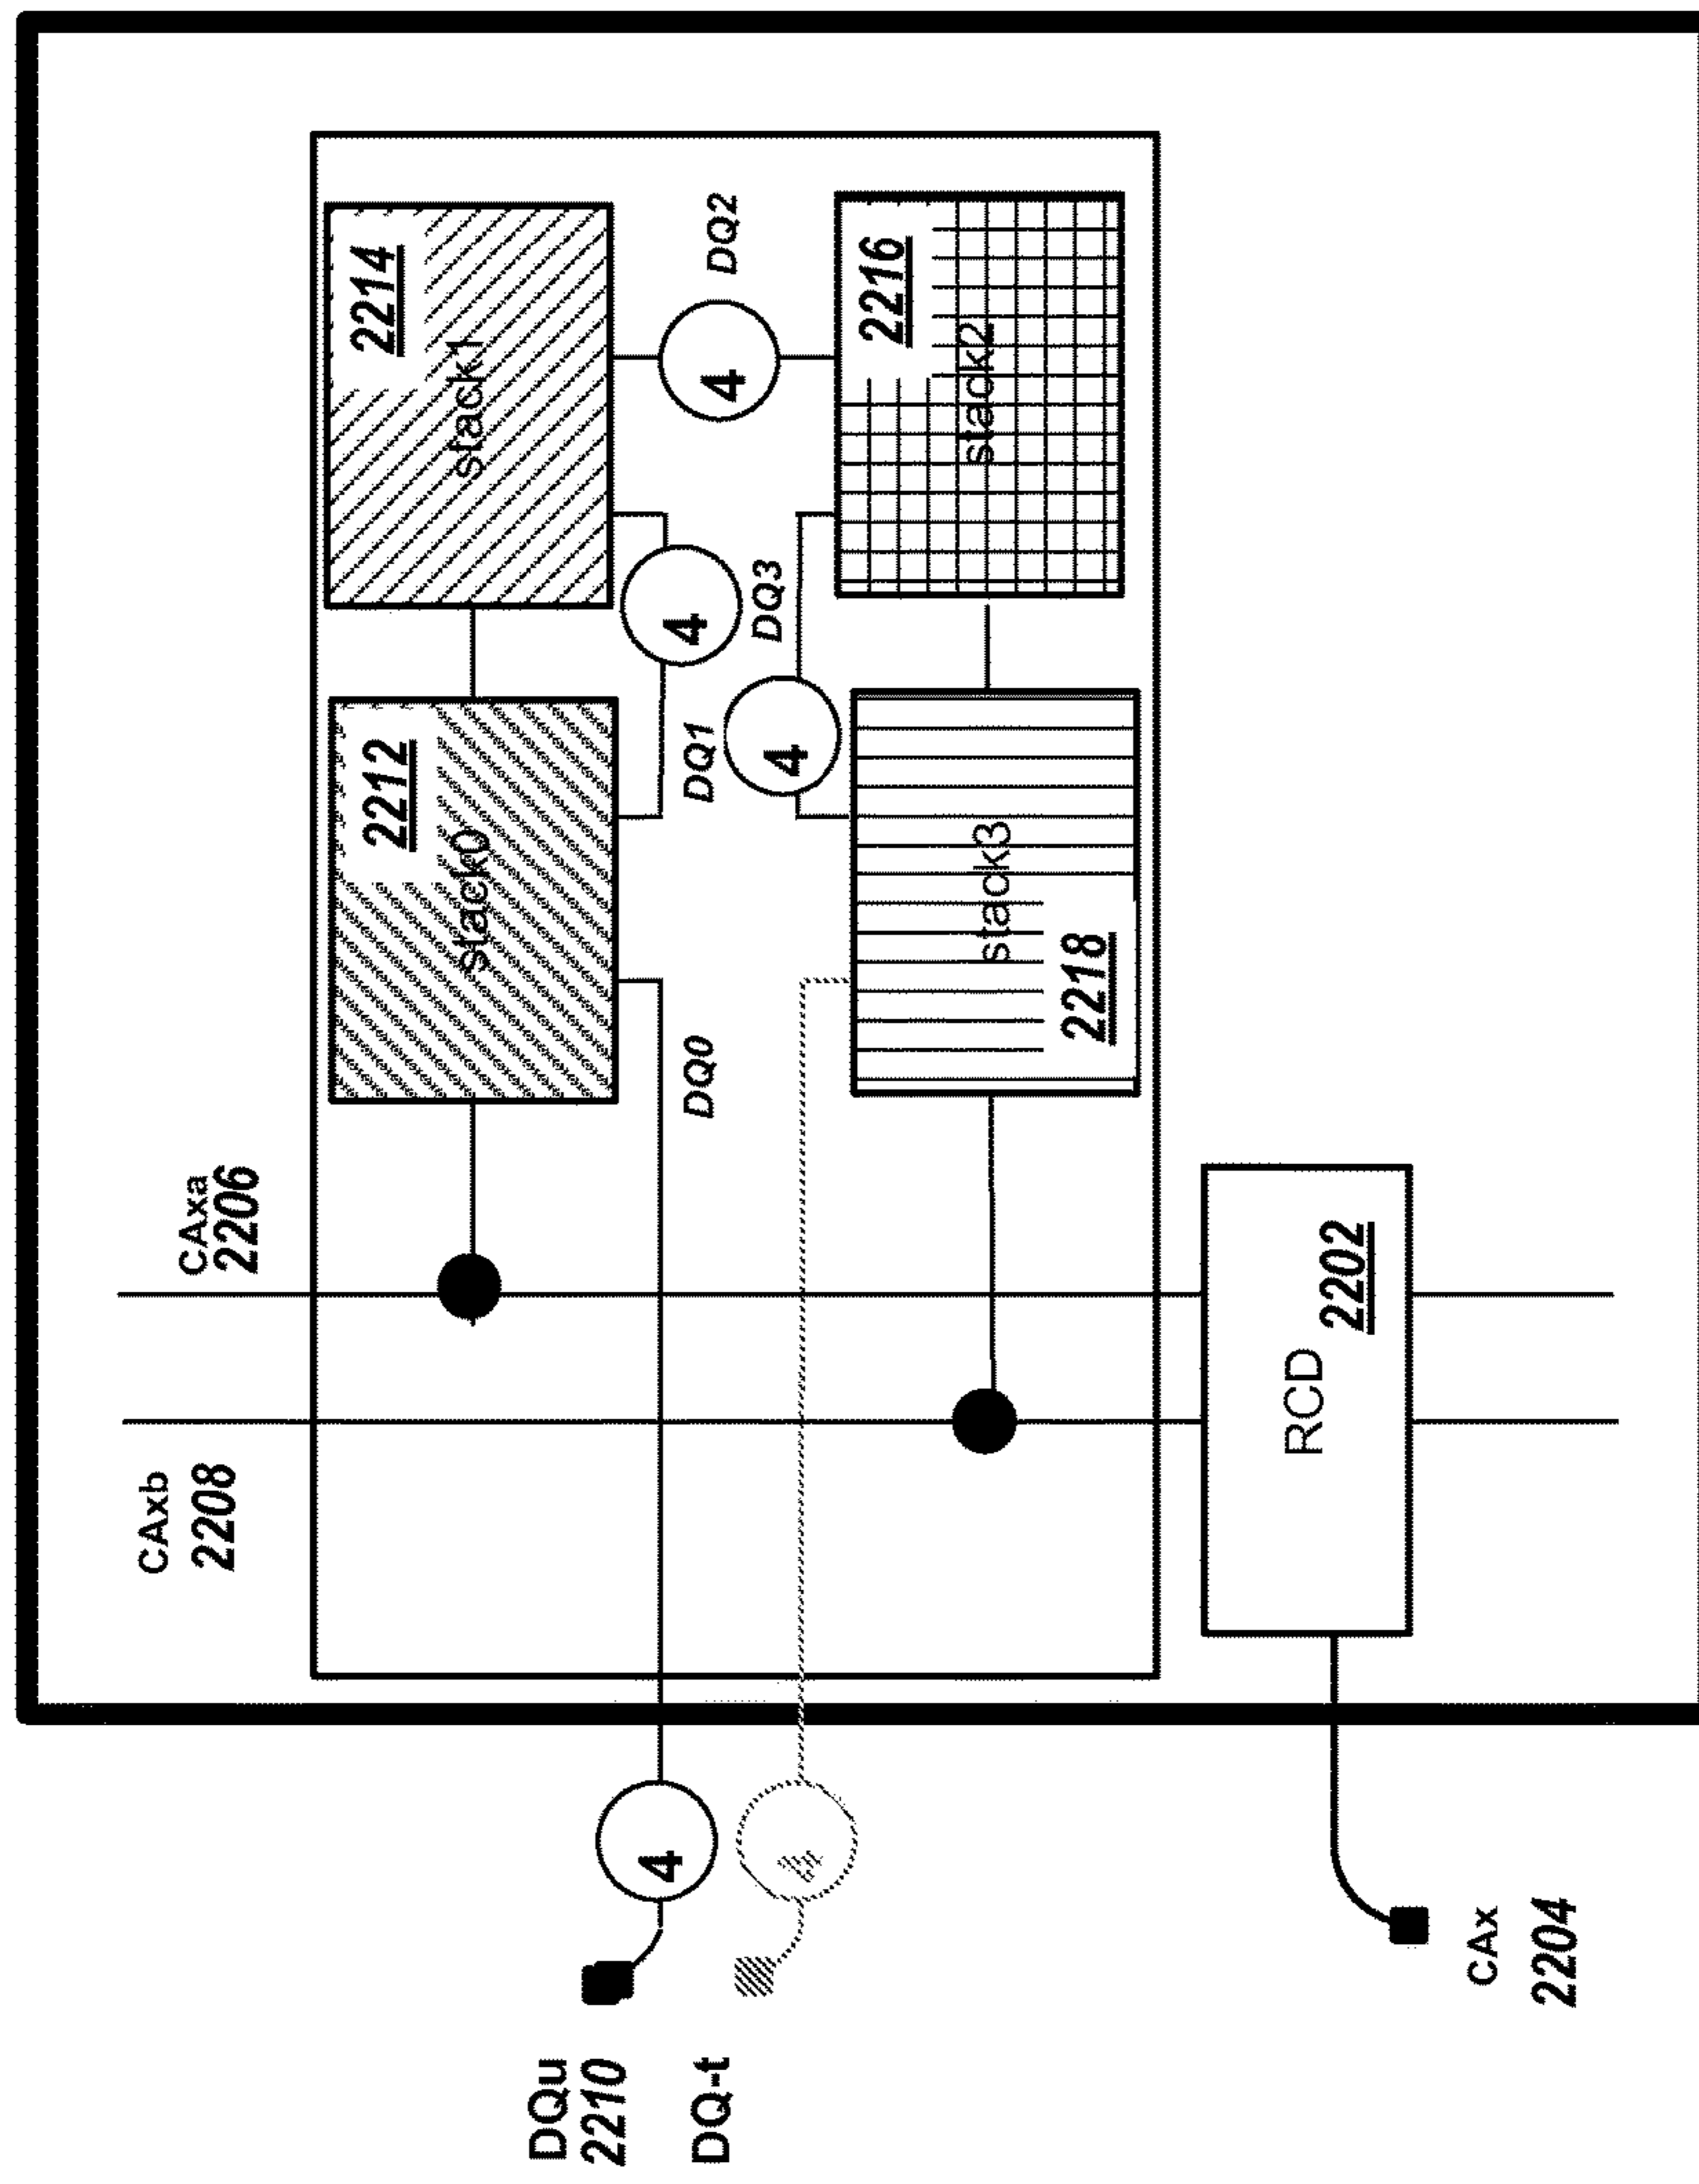 CAxb
2208
CAxa
2206
2212
stack0
2214
stack1
DQu
2210
4
DQ0
DQ1
4
DQ2
4
DQ-t
4
DQ3
4
2216
stack2
stack3
2218
RCD
2202
CAx
2204